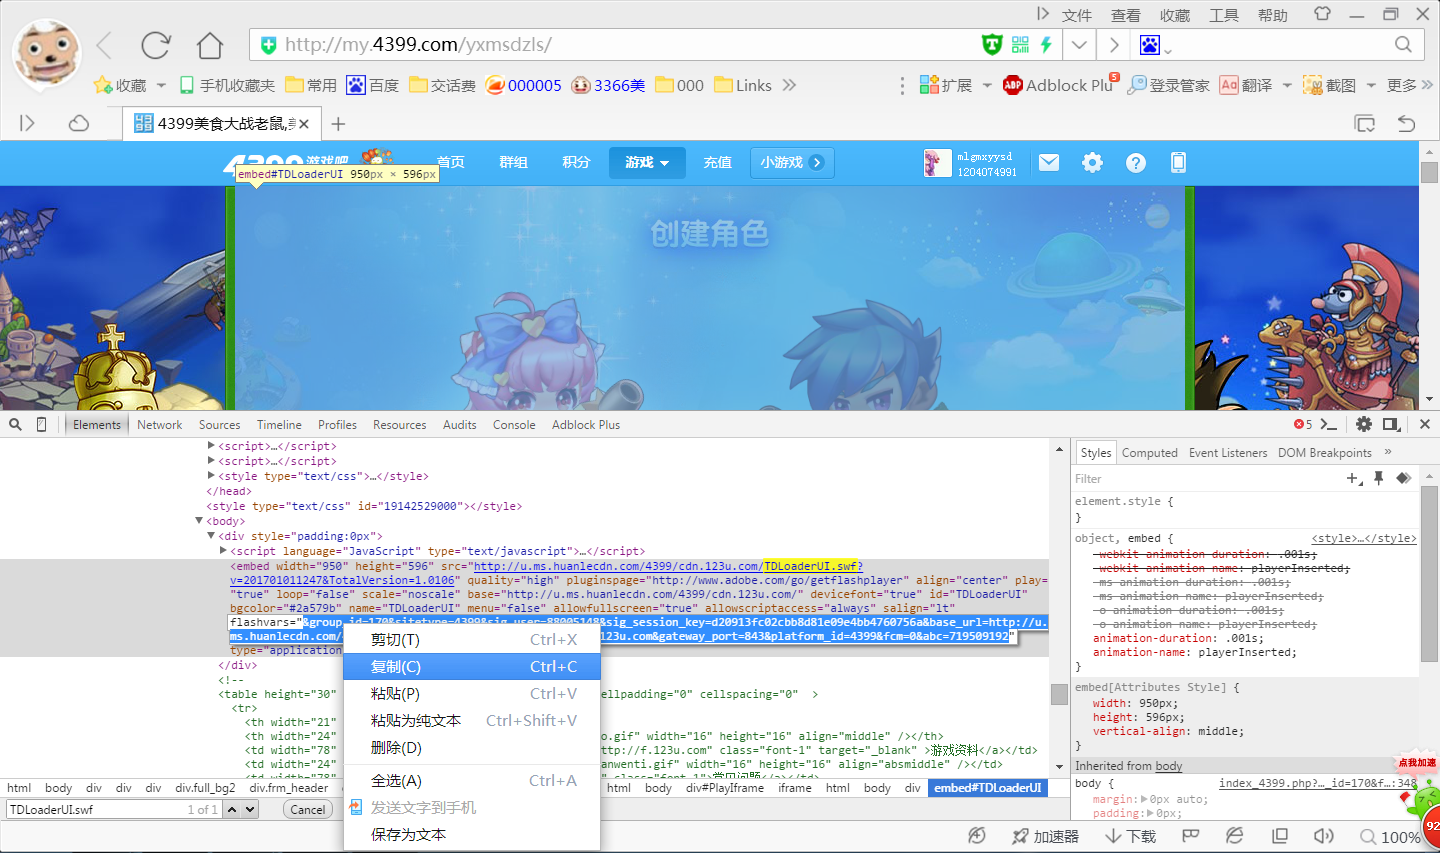 文件 查看 收藏 工具 帮助
http://my.4399.com/yxmsdzls/
收藏 手机收藏夹 常用 百度 交话费 000005 3366美 000 Links 扩展 Adblock Plu 5 登录管家 翻译 截图 更多
4399美食大战老鼠,美
首页 群组 积分 游戏 充值 小游戏
mlgmxyysd
1204074991
embed#TDLoaderUI 950px × 596px
创建角色
Elements Network Sources Timeline Profiles Resources Audits Console Adblock Plus 5
<script>…</script>
<script>…</script>
<style type="text/css">…</style>
</head>
<style type="text/css" id="19142529000"></style>
<body>
<div style="padding:0px">
<script language="JavaScript" type="text/javascript">…</script>
<embed width="950" height="596" src="http://u.ms.huanlecdn.com/4399/cdn.123u.com/TDLoaderUI.swf?
v=201701011247&TotalVersion=1.0106" quality="high" pluginspage="http://www.adobe.com/go/getflashplayer" align="center" play=
"true" loop="false" scale="noscale" base="http://u.ms.huanlecdn.com/4399/cdn.123u.com/" devicefont="true" id="TDLoaderUI"
bgcolor="#2a579b" name="TDLoaderUI" menu="false" allowfullscreen="true" allowscriptaccess="always" salign="lt"
flashvars="&group_id=170&sitetype=4399&sig_user=88005148&sig_session_key=d20913fc02cbb8d81e09e4bb4760756a&base_url=http://u.
ms.huanlecdn.com/ 123u.com&gateway_port=843&platform_id=4399&fcm=0&abc=719509192"
type="application
</div>
<!--
<table height="30" ellpadding="0" cellspacing="0" >
<tr>
<th width="21"
<th width="24" o.gif" width="16" height="16" align="middle" /></th>
<td width="78" ttp://f.123u.com" class="font-1" target="_blank" >游戏资料</a></td>
<td width="24" anwenti.gif" width="16" height="16" align="absmiddle" /></td>
<td width="78" class="font-1">常见问题</a></td>
剪切(T) Ctrl+X
复制(C) Ctrl+C
粘贴(P) Ctrl+V
粘贴为纯文本 Ctrl+Shift+V
删除(D)
全选(A) Ctrl+A
发送文字到手机
保存为文本
Styles Computed Event Listeners DOM Breakpoints »
Filter
element.style {
}
object, embed { <style>…</style>
-webkit-animation-duration: .001s;
-webkit-animation-name: playerInserted;
-ms-animation-duration: .001s;
-ms-animation-name: playerInserted;
-o-animation-duration: .001s;
-o-animation-name: playerInserted;
animation-duration: .001s;
animation-name: playerInserted;
}
embed[Attributes Style] {
width: 950px;
height: 596px;
vertical-align: middle;
}
Inherited from body
body { index_4399.php?…_id=170&f…:348
margin: 0px auto;
padding: 0px;
点我加速
92
html body div div div div.full_bg2 div.frm_header html body div#PlayIframe iframe html body div embed#TDLoaderUI
TDLoaderUI.swf 1 of 1 Cancel
加速器 下载 100%